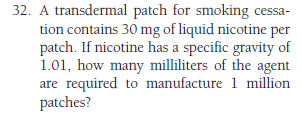 32. A transdermal patch for smoking cessa-
tion contains 30 mg of liquid nicotine per
patch. If nicotine has a specific gravity of
1.01, how many milliliters of the agent
are required to manufacture 1 million
patches?